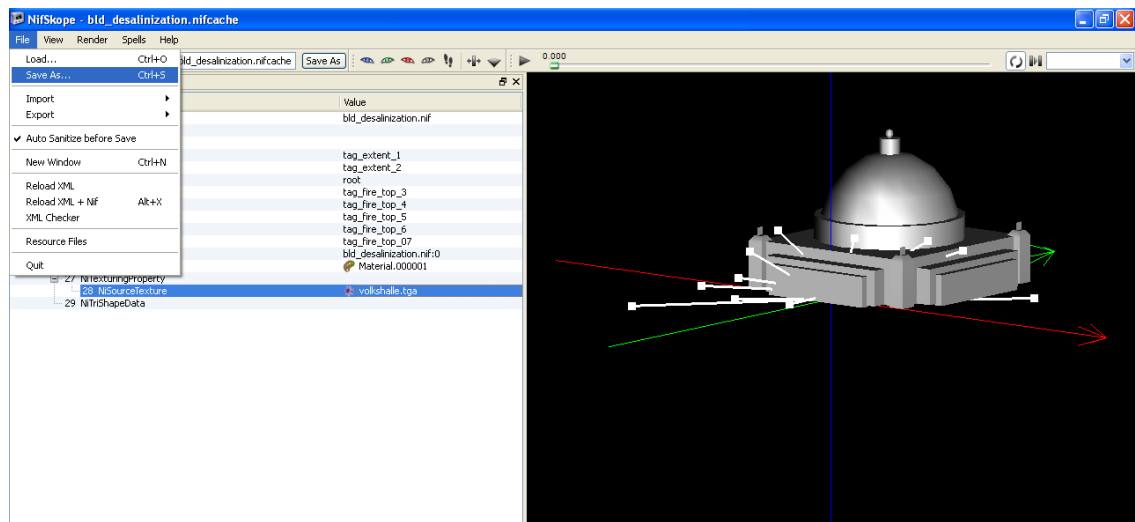 NifSkope - bld_desalinization.nifcache
File View Render Spells Help
Load... Ctrl+O
bld_desalinization.nifcache Save As 0.000
Save As... Ctrl+S
Value
Import
bld_desalinization.nif
Export
Auto Sanitize before Save
tag_extent_1
New Window Ctrl+N
tag_extent_2
root
Reload XML
tag_fire_top_3
Reload XML + Nif Alt+X
tag_fire_top_4
XML Checker
tag_fire_top_5
tag_fire_top_6
Resource Files
tag_fire_top_07
bld_desalinization.nif:0
Quit
Material.000001
27 NiTexturingProperty
28 NiSourceTexture volkshalle.tga
29 NiTriShapeData